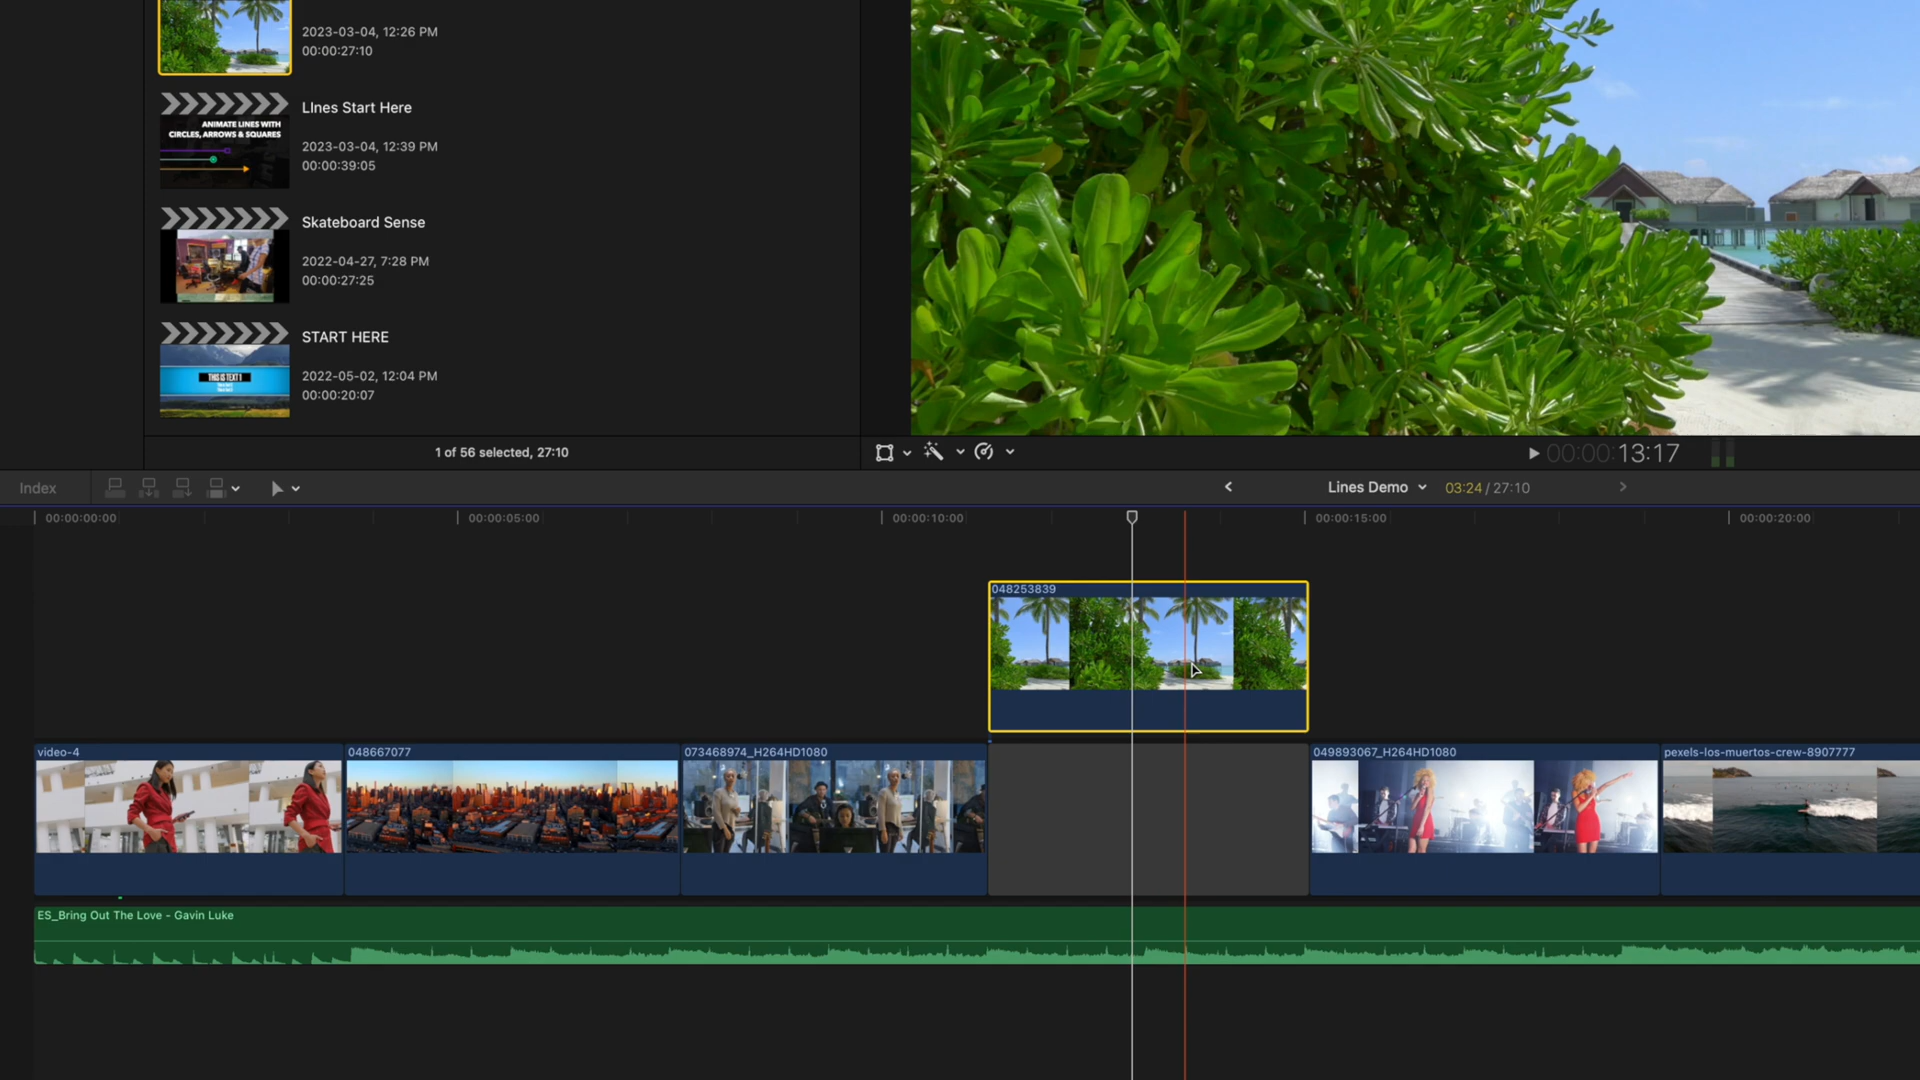 2023-03-04, 12:26 PM
00:00:27:10
LInes Start Here
ANIMATE LINES WITH
CIRCLES, ARROWS & SQUARES
2023-03-04, 12:39 PM
00:00:39:05
Skateboard Sense
2022-04-27, 7:28 PM
00:00:27:25
START HERE
THIS IS TEXT 1
2022-05-02, 12:04 PM
00:00:20:07
1 of 56 selected, 27:10
00:00:13:17
Index
Lines Demo
03:24 / 27:10
00:00:00:00
00:00:05:00
00:00:10:00
00:00:15:00
00:00:20:00
048253839
video-4
048667077
073468974_H264HD1080
049893067_H264HD1080
pexels-los-muertos-crew-8907777
ES_Bring Out The Love - Gavin Luke